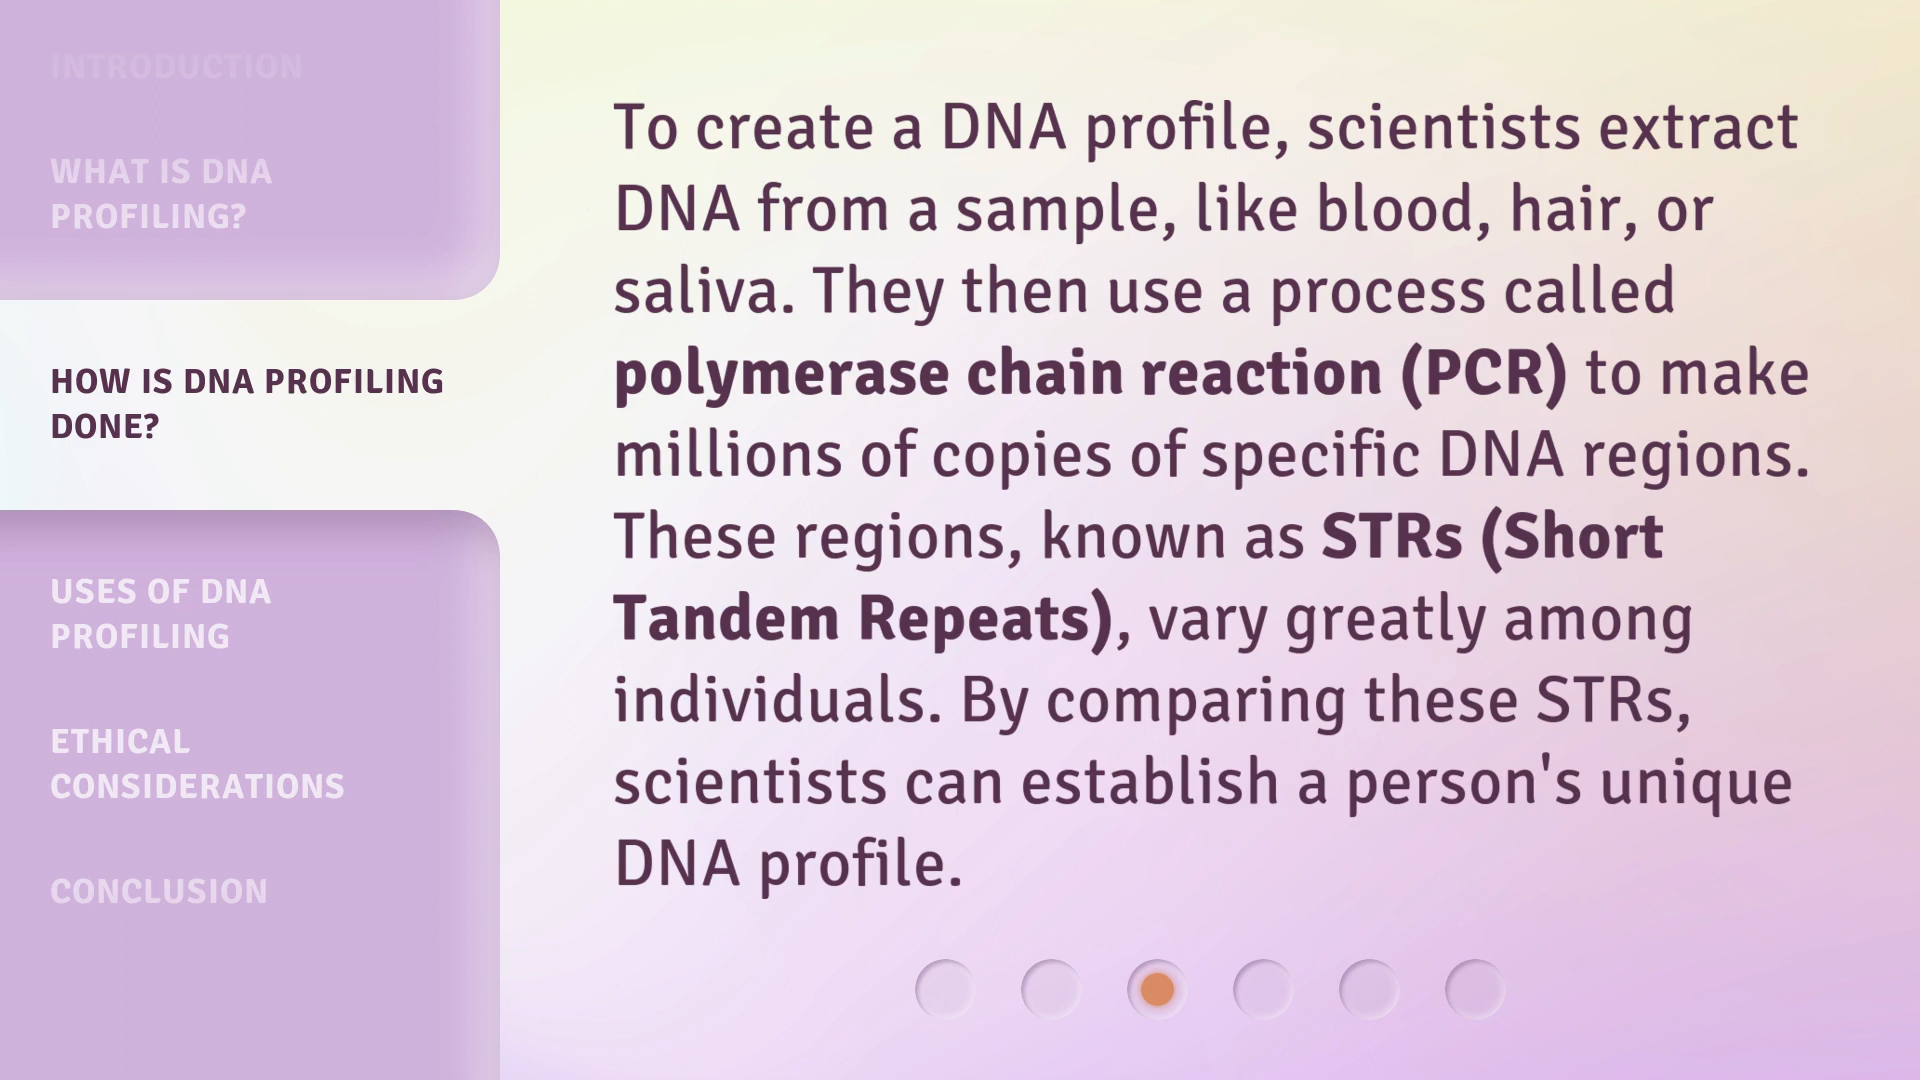 INTRODUCTION
WHAT IS DNA
PROFILING?
HOW IS DNA PROFILING
DONE?
USES OF DNA
PROFILING
ETHICAL
CONSIDERATIONS
CONCLUSION
To create a DNA profile, scientists extract
DNA from a sample, like blood, hair, or
saliva. They then use a process called
polymerase chain reaction (PCR) to make
millions of copies of specific DNA regions.
These regions, known as STRs (Short
Tandem Repeats), vary greatly among
individuals. By comparing these STRs,
scientists can establish a person's unique
DNA profile.